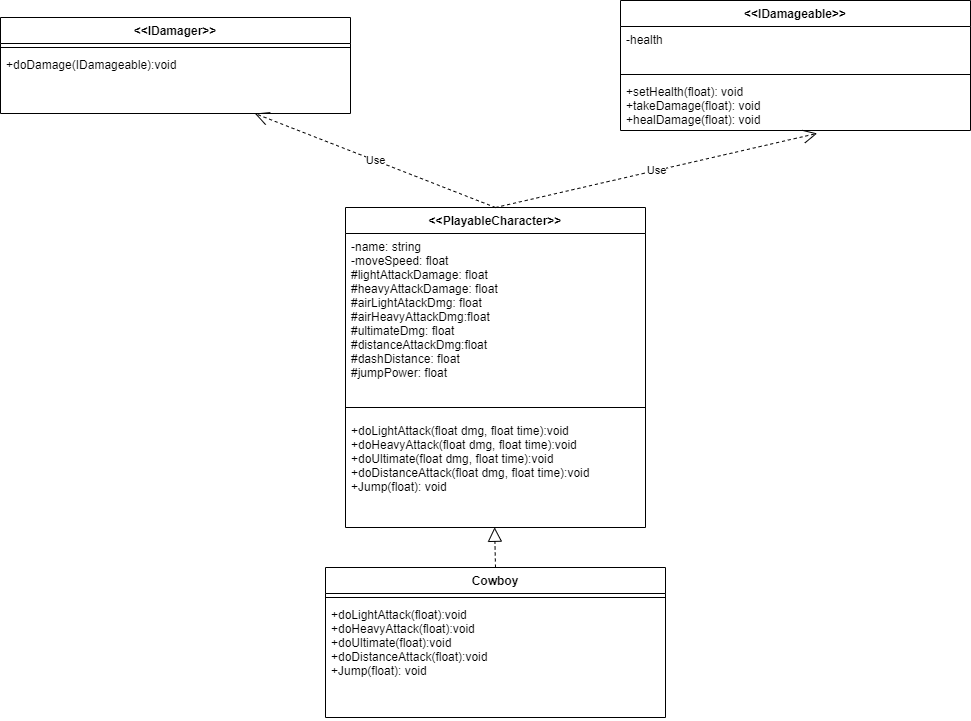 <<IDamager>>
+doDamage(IDamageable):void
<<IDamageable>>
-health
+setHealth(float): void
+takeDamage(float): void
+healDamage(float): void
Use
Use
<<PlayableCharacter>>
-name: string
-moveSpeed: float
#lightAttackDamage: float
#heavyAttackDamage: float
#airLightAtackDmg: float
#airHeavyAttackDmg:float
#ultimateDmg: float
#distanceAttackDmg:float
#dashDistance: float
#jumpPower: float
+doLightAttack(float dmg, float time):void
+doHeavyAttack(float dmg, float time):void
+doUltimate(float dmg, float time):void
+doDistanceAttack(float dmg, float time):void
+Jump(float): void
Cowboy
+doLightAttack(float):void
+doHeavyAttack(float):void
+doUltimate(float):void
+doDistanceAttack(float):void
+Jump(float): void